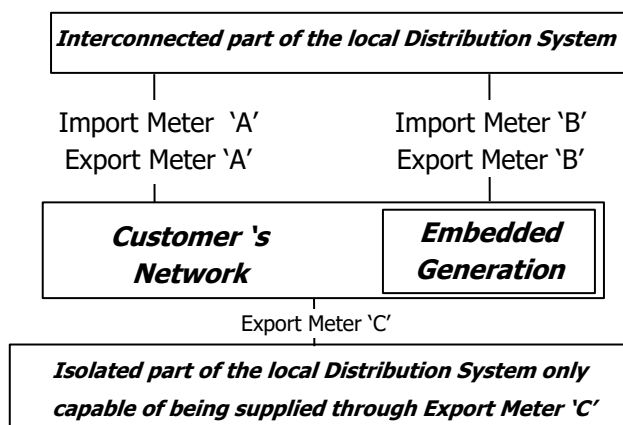 Interconnected part of the local Distribution System
Import Meter ‘A’
Export Meter ‘A’
Import Meter ‘B’
Export Meter ‘B’
Customer ‘s
Network
Embedded
Generation
Export Meter ‘C’
Isolated part of the local Distribution System only
capable of being supplied through Export Meter ‘C’